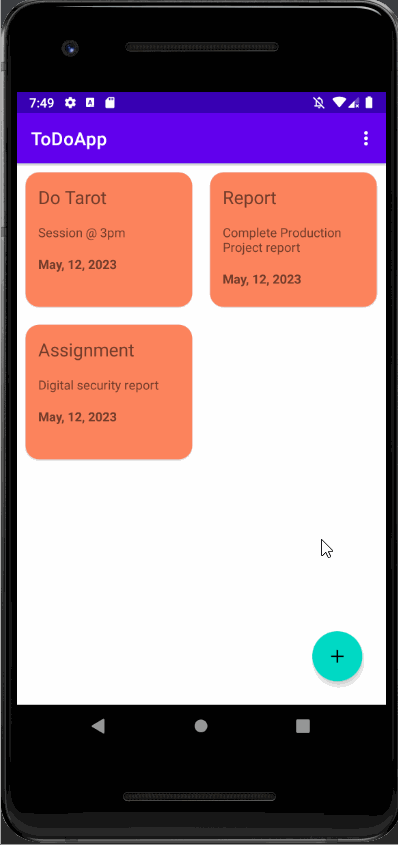 7:49
ToDoApp
Do Tarot
Session @ 3pm
May, 12, 2023
Report
Complete Production
Project report
May, 12, 2023
Assignment
Digital security report
May, 12, 2023